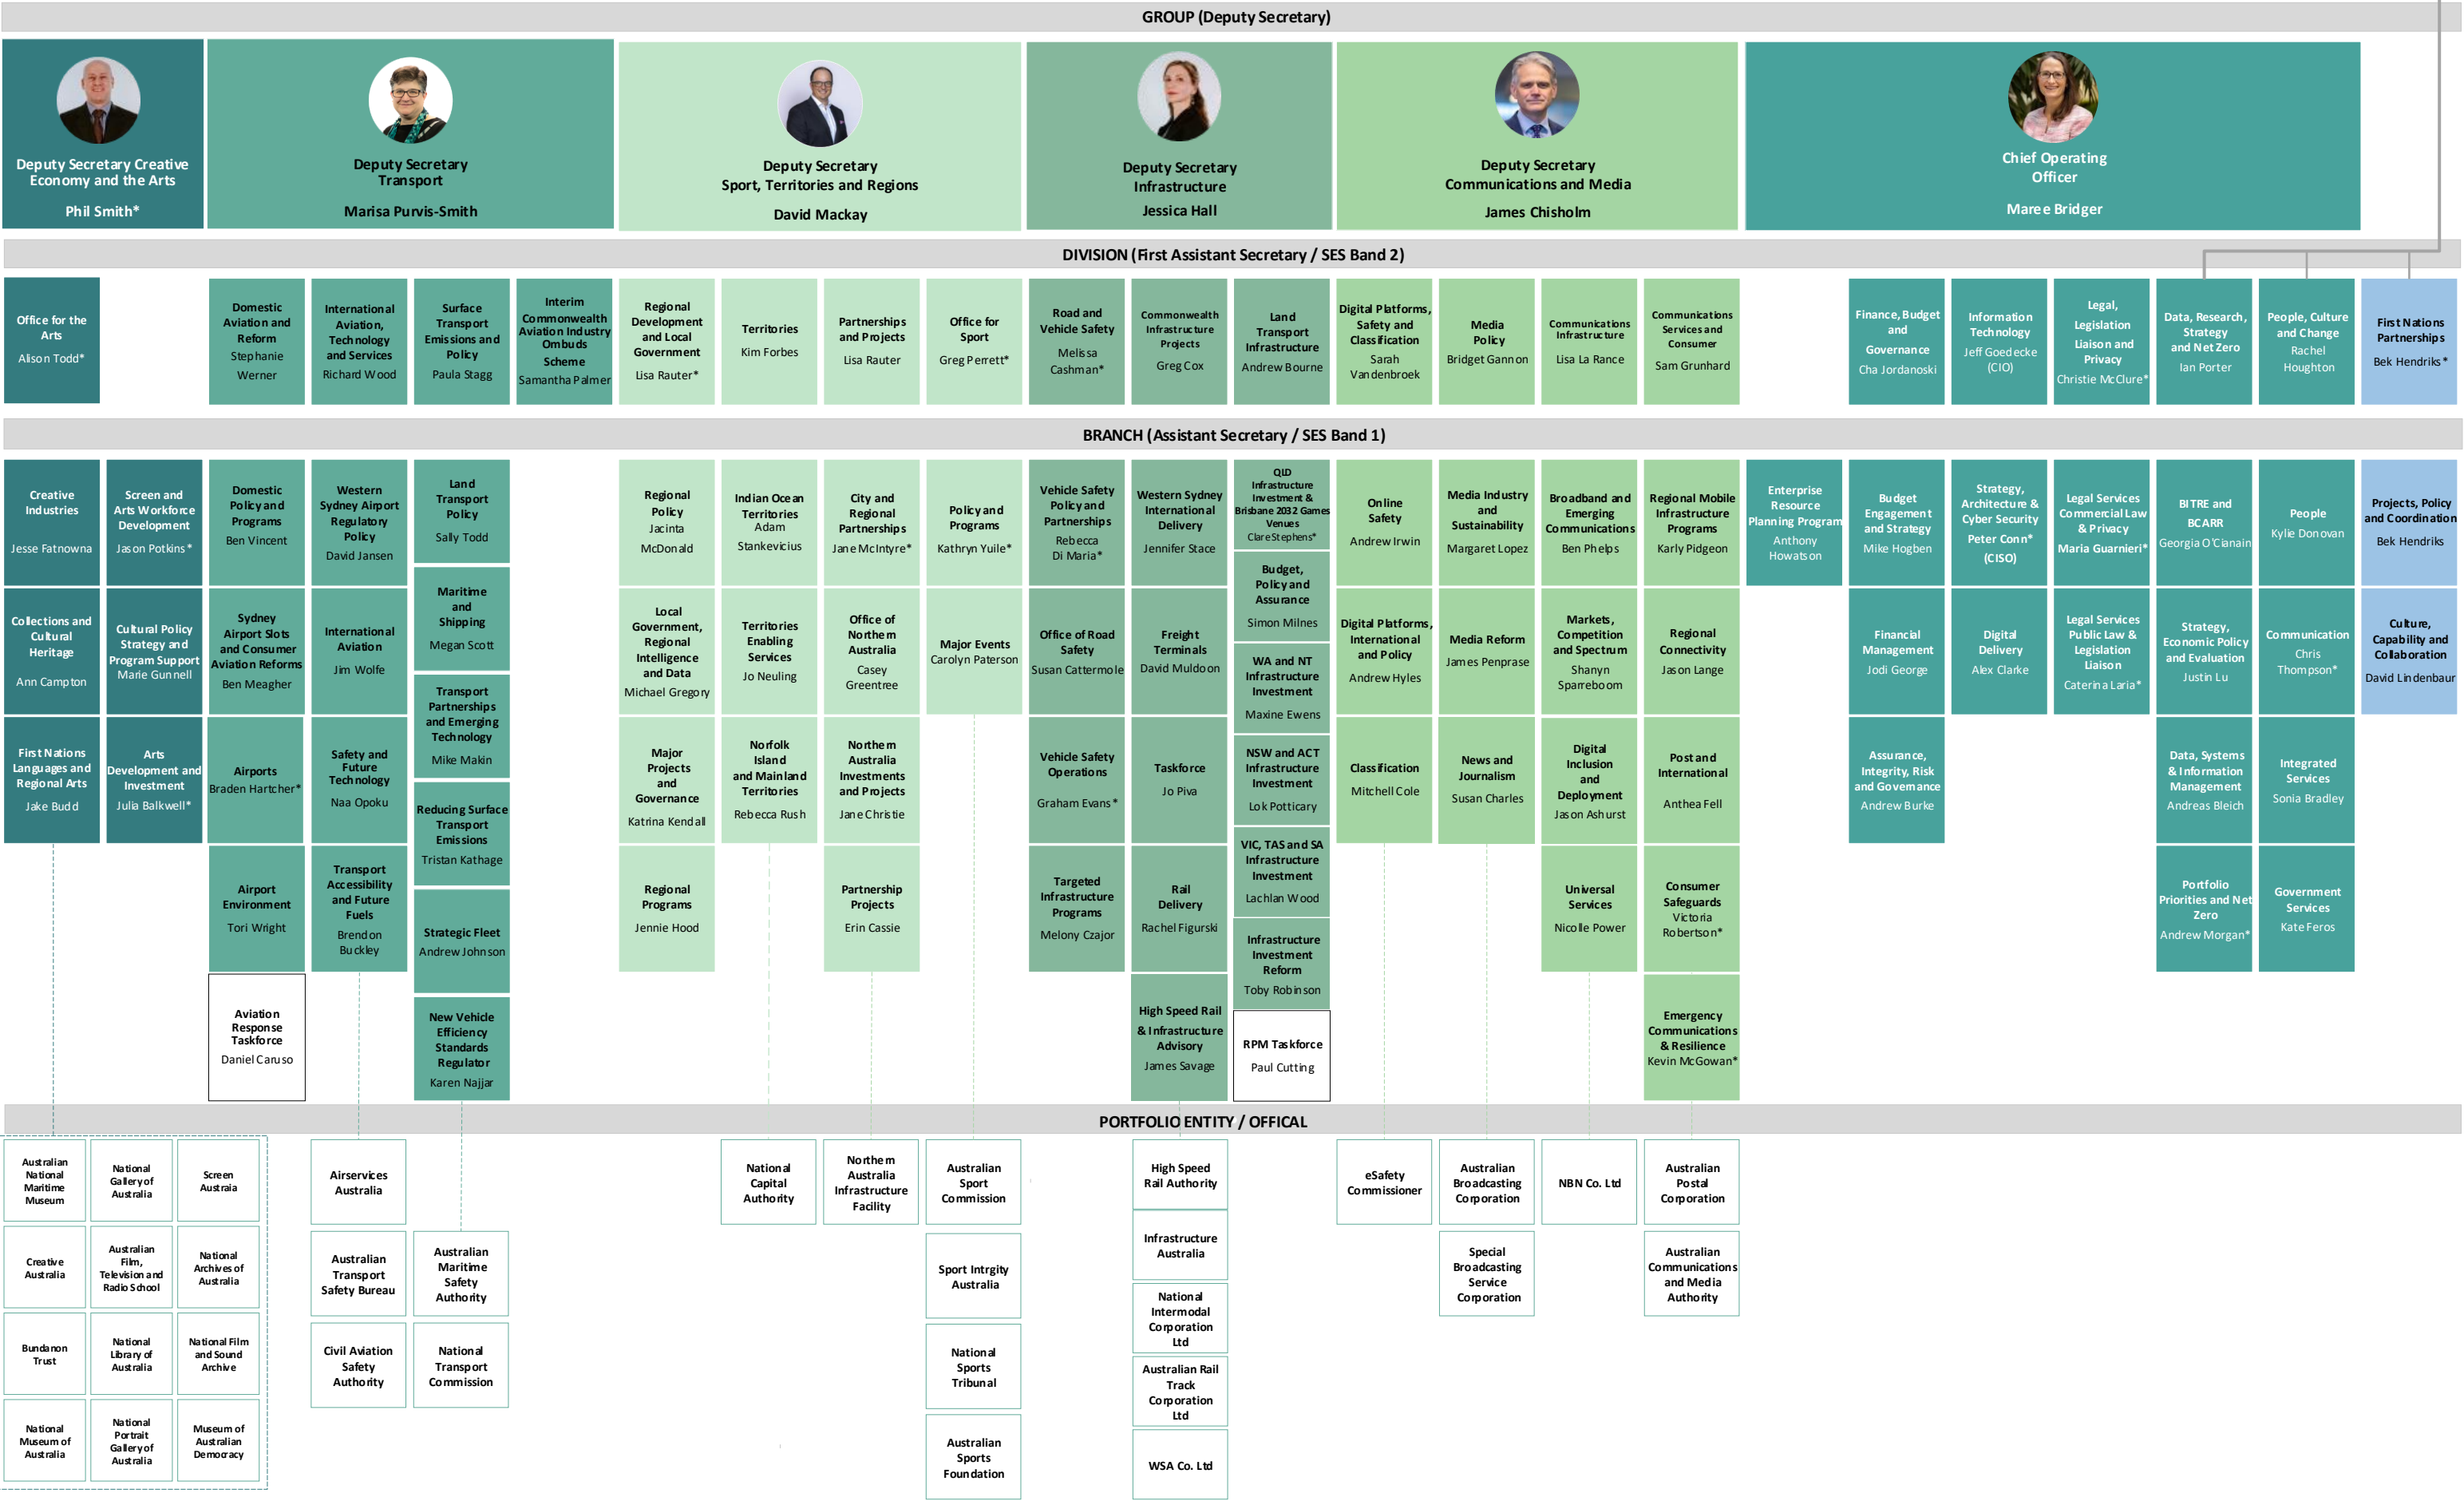 GROUP (Deputy Secretary)
Deputy Secretary Creative
Economy and the Arts
Phil Smith*
Deputy Secretary
Transport
Marisa Purvis-Smith
Deputy Secretary
Sport, Territories and Regions
David Mackay
Deputy Secretary
Infrastructure
Jessica Hall
Deputy Secretary
Communications and Media
James Chisholm
Chief Operating
Officer
Maree Bridger
DIVISION (First Assistant Secretary / SES Band 2)
Office for the
Arts
Alison Todd*
Domestic
Aviation and
Reform
Stephanie
Werner
International
Aviation,
Technology
and Services
Richard Wood
Surface
Transport
Emissions and
Policy
Paula Stagg
Interim
Commonwealth
Aviation Industry
Ombuds
Scheme
Samantha Palmer
Regional
Development
and Local
Government
Lisa Rauter*
Territories
Kim Forbes
Partnerships
and Projects
Lisa Rauter
Office for
Sport
Greg Perrett*
Road and
Vehicle Safety
Melissa
Cashman*
Commonwealth
Infrastructure
Projects
Greg Cox
Land
Transport
Infrastructure
Andrew Bourne
Digital Platforms,
Safety and
Classification
Sarah
Vandenbroek
Media
Policy
Bridget Gannon
Communications
Infrastructure
Lisa La Rance
Communications
Services and
Consumer
Sam Grunhard
Finance, Budget
and
Governance
Cha Jordanoski
Information
Technology
Jeff Goedecke
(CIO)
Legal,
Legislation
Liaison and
Privacy
Christie McClure*
Data, Research,
Strategy
and Net Zero
Ian Porter
People, Culture
and Change
Rachel
Houghton
First Nations
Partnerships
Bek Hendriks*
BRANCH (Assistant Secretary / SES Band 1)
Creative
Industries
Jesse Fatnowna
Collections and
Cultural
Heritage
Ann Campton
First Nations
Languages and
Regional Arts
Jake Budd
Screen and
Arts Workforce
Development
Jason Potkins*
Cultural Policy
Strategy and
Program Support
Marie Gunnell
Arts
Development and
Investment
Julia Balkwell*
Domestic
Policy and
Programs
Ben Vincent
Sydney
Airport Slots
and Consumer
Aviation Reforms
Ben Meagher
Airports
Braden Hartcher*
Airport
Environment
Tori Wright
Aviation
Response
Taskforce
Daniel Caruso
Western
Sydney Airport
Regulatory
Policy
David Jansen
International
Aviation
Jim Wolfe
Safety and
Future
Technology
Naa Opoku
Transport
Accessibility
and Future
Fuels
Brendon
Buckley
Land
Transport
Policy
Sally Todd
Maritime
and
Shipping
Megan Scott
Transport
Partnerships
and Emerging
Technology
Mike Makin
Reducing Surface
Transport
Emissions
Tristan Kathage
Strategic Fleet
Andrew Johnson
New Vehicle
Efficiency
Standards
Regulator
Karen Najjar
Regional
Policy
Jacinta
McDonald
Local
Government,
Regional
Intelligence
and Data
Michael Gregory
Major
Projects
and
Governance
Katrina Kendall
Regional
Programs
Jennie Hood
Indian Ocean
Territories
Adam
Stankevicius
Territories
Enabling
Services
Jo Neuling
Norfolk
Island
and Mainland
Territories
Rebecca Rush
City and
Regional
Partnerships
Jane McIntyre*
Office of
Northern
Australia
Casey
Greentree
Northern
Australia
Investments
and Projects
Jane Christie
Partnership
Projects
Erin Cassie
Policy and
Programs
Kathryn Yuile*
Major Events
Carolyn Paterson
Vehicle Safety
Policy and
Partnerships
Rebecca
Di Maria*
Office of Road
Safety
Susan Cattermole
Vehicle Safety
Operations
Graham Evans*
Targeted
Infrastructure
Programs
Melony Czajor
Western Sydney
International
Delivery
Jennifer Stace
Freight
Terminals
David Muldoon
Taskforce
Jo Piva
Rail
Delivery
Rachel Figurski
High Speed Rail
& Infrastructure
Advisory
James Savage
QLD
Infrastructure
Investment &
Brisbane 2032 Games
Venues
Clare Stephens*
Budget,
Policy and
Assurance
Simon Milnes
WA and NT
Infrastructure
Investment
Maxine Ewens
NSW and ACT
Infrastructure
Investment
Lok Potticary
VIC, TAS and SA
Infrastructure
Investment
Lachlan Wood
Infrastructure
Investment
Reform
Toby Robinson
RPM Taskforce
Paul Cutting
Online
Safety
Andrew Irwin
Digital Platforms,
International
and Policy
Andrew Hyles
Classification
Mitchell Cole
Media Industry
and
Sustainability
Margaret Lopez
Media Reform
James Penprase
News and
Journalism
Susan Charles
Broadband and
Emerging
Communications
Ben Phelps
Markets,
Competition
and Spectrum
Shanyn
Sparreboom
Digital
Inclusion
and
Deployment
Jason Ashurst
Universal
Services
Nicolle Power
Regional Mobile
Infrastructure
Programs
Karly Pidgeon
Regional
Connectivity
Jason Lange
Post and
International
Anthea Fell
Consumer
Safeguards
Victoria
Robertson*
Emergency
Communications
& Resilience
Kevin McGowan*
Enterprise
Resource
Planning Program
Anthony
Howatson
Budget
Engagement
and Strategy
Mike Hogben
Financial
Management
Jodi George
Assurance,
Integrity, Risk
and Governance
Andrew Burke
Strategy,
Architecture &
Cyber Security
Peter Conn*
(CISO)
Digital
Delivery
Alex Clarke
Legal Services
Commercial Law
& Privacy
Maria Guarnieri*
Legal Services
Public Law &
Legislation
Liaison
Caterina Laria*
BITRE and
BCARR
Georgia O'Cianain
Strategy,
Economic Policy
and Evaluation
Justin Lu
Data, Systems
& Information
Management
Andreas Bleich
Portfolio
Priorities and Net
Zero
Andrew Morgan*
People
Kylie Donovan
Communication
Chris
Thompson*
Integrated
Services
Sonia Bradley
Government
Services
Kate Feros
Projects, Policy
and Coordination
Bek Hendriks
Culture,
Capability and
Collaboration
David Lindenbaur
PORTFOLIO ENTITY / OFFICAL
Australian
National
Maritime
Museum
National
Gallery of
Australia
Screen
Austraia
Creative
Australia
Australian
Film,
Television and
Radio School
National
Archives of
Australia
Bundanon
Trust
National
Library of
Australia
National Film
and Sound
Archive
National
Museum of
Australia
National
Portrait
Gallery of
Australia
Museum of
Australian
Democracy
Airservices
Australia
Australian
Transport
Safety Bureau
Civil Aviation
Safety
Authority
Australian
Maritime
Safety
Authority
National
Transport
Commission
National
Capital
Authority
Northern
Australia
Infrastructure
Facility
Australian
Sport
Commission
Sport Intrgity
Australia
National
Sports
Tribunal
Australian
Sports
Foundation
High Speed
Rail Authority
Infrastructure
Australia
National
Intermodal
Corporation
Ltd
Australian Rail
Track
Corporation
Ltd
WSA Co. Ltd
eSafety
Commissioner
Australian
Broadcasting
Corporation
Special
Broadcasting
Service
Corporation
NBN Co. Ltd
Australian
Postal
Corporation
Australian
Communications
and Media
Authority